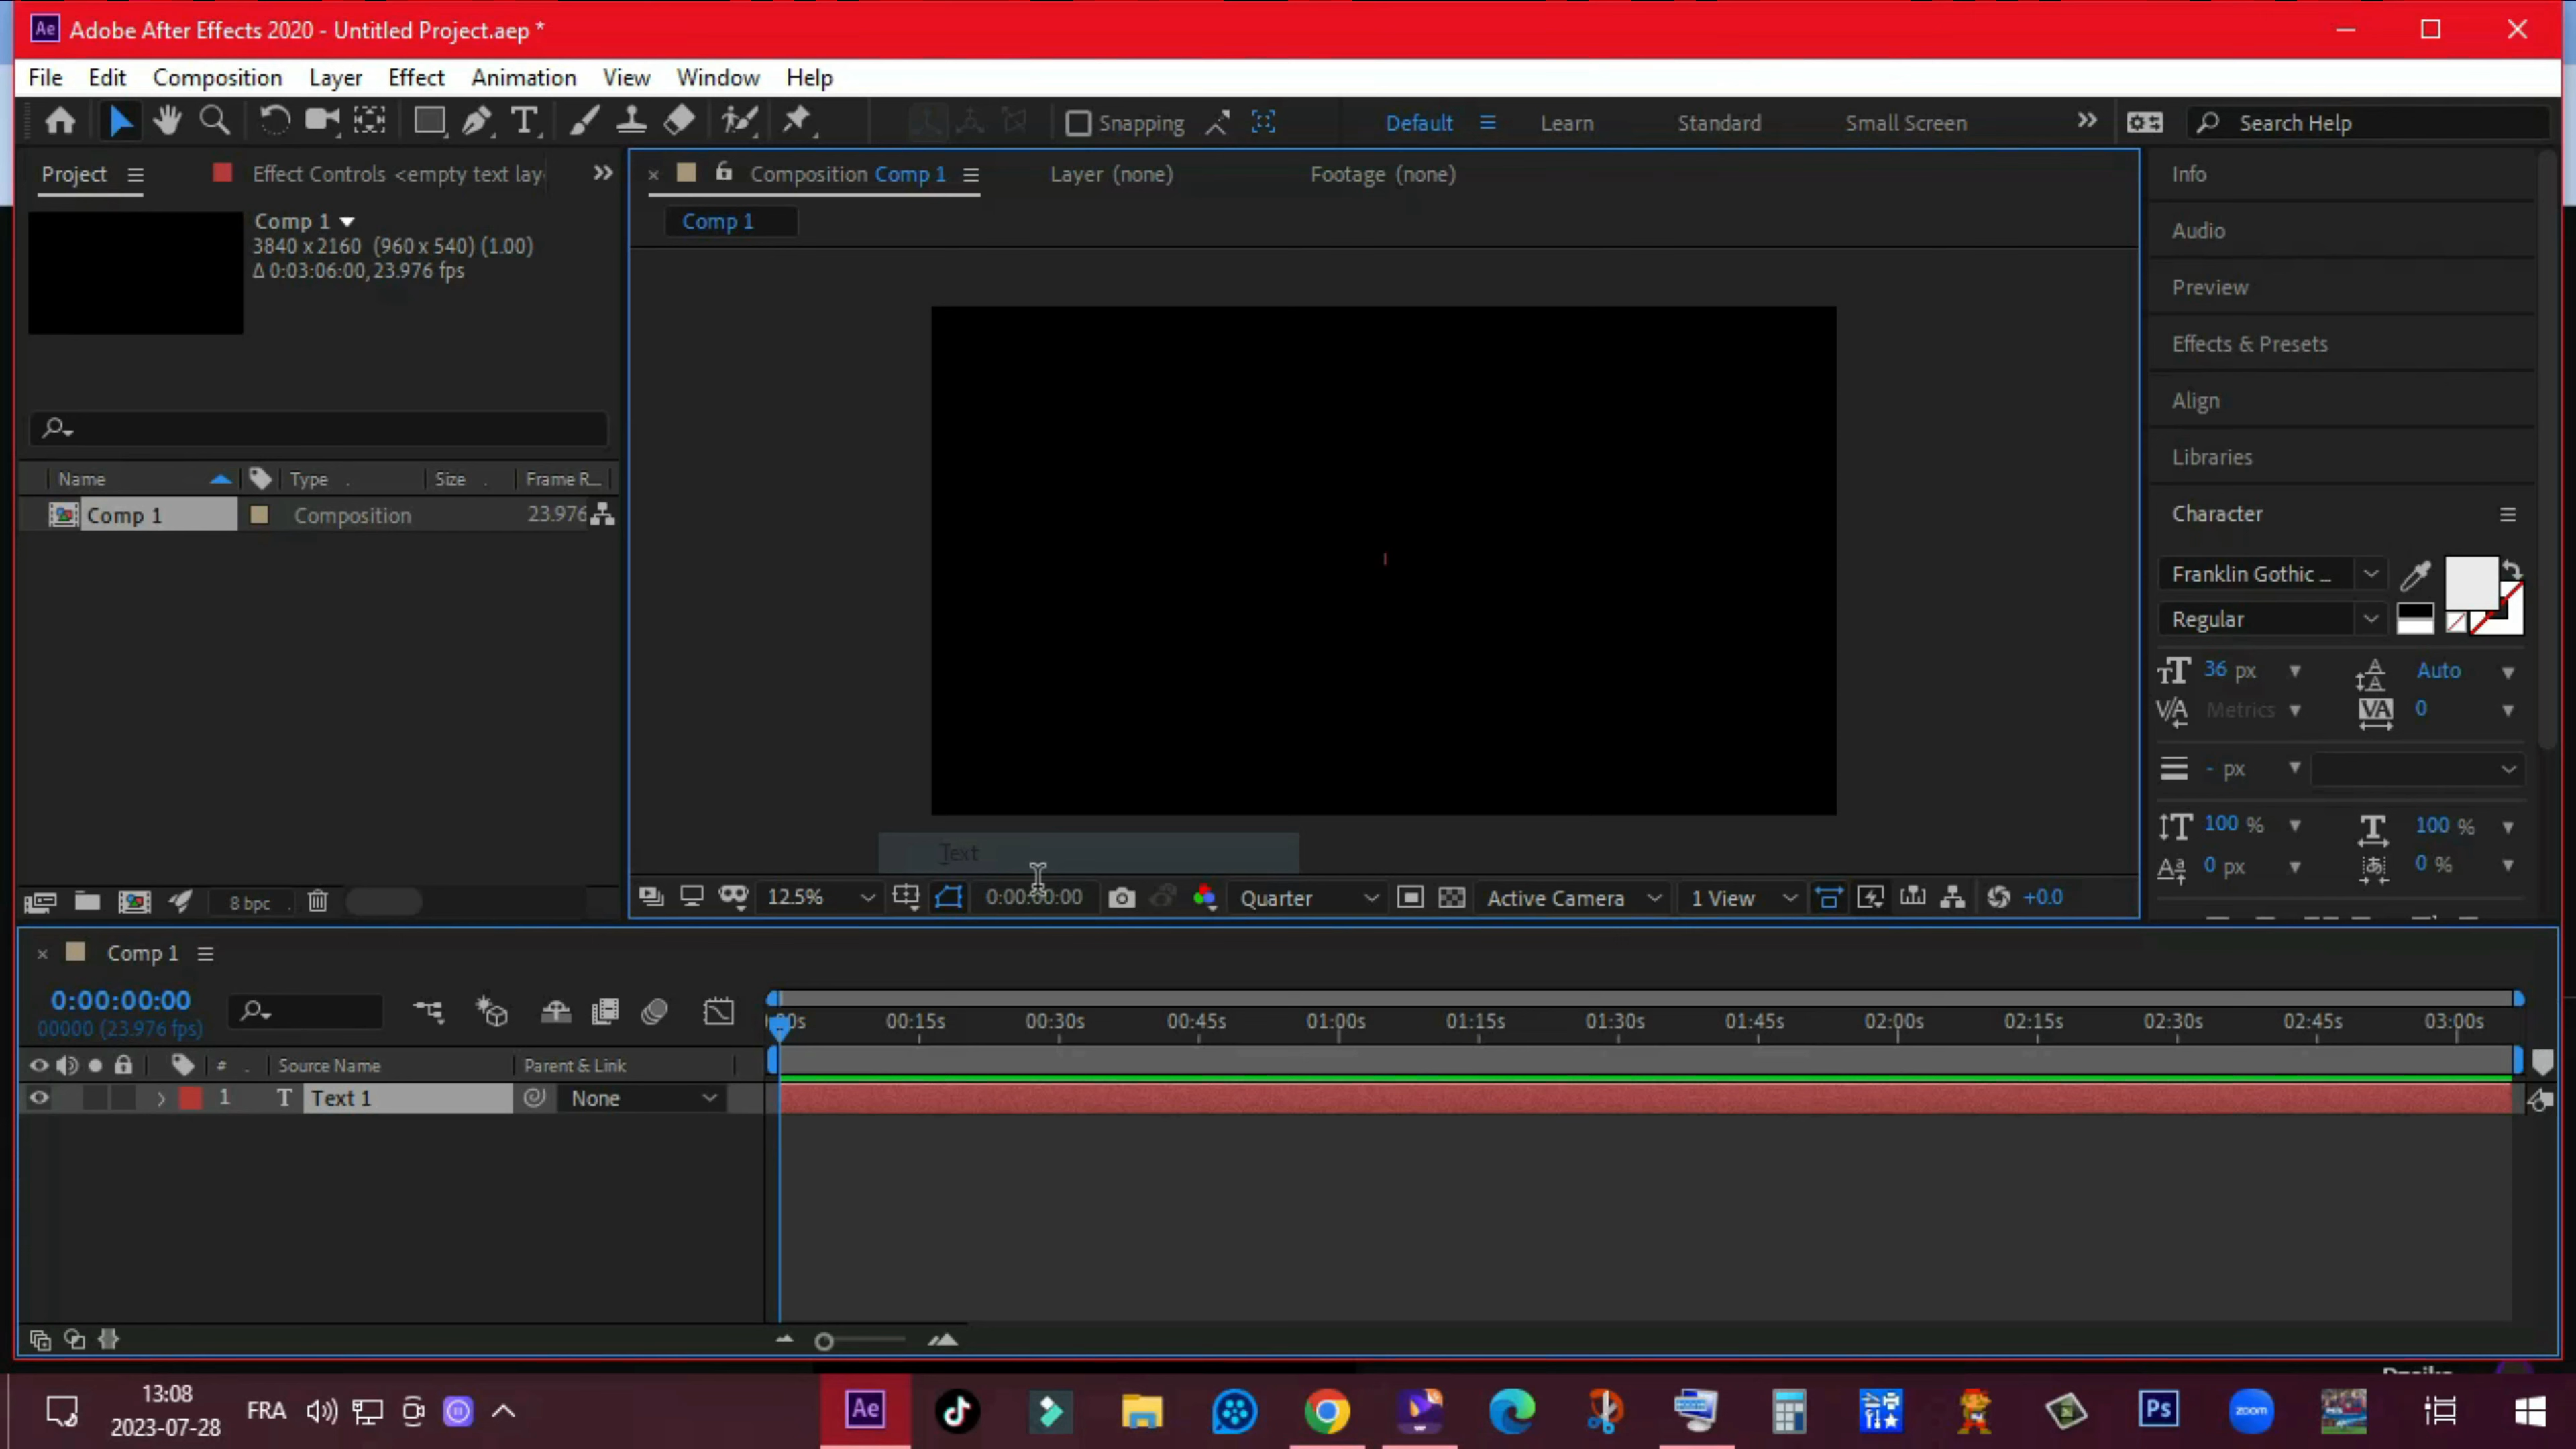 Ae Adobe After Effects 2020 - Untitled Project.aep *
File Edit Composition Layer Effect Animation View Window Help
Snapping Default Learn Standard Small Screen Search Help
Project Effect Controls <empty text lay
Comp 1
3840 x 2160 (960 x 540) (1.00)
Δ 0:03:06:00, 23.976 fps
Name Type Size Frame R...
Comp 1 Composition 23.976
8 bpc
Composition Comp 1 Layer (none) Footage (none)
Comp 1
Text
12.5% 0:00:00:00 Quarter Active Camera 1 View +0.0
Info
Audio
Preview
Effects & Presets
Align
Libraries
Character
Franklin Gothic ...
Regular
36 px Auto
Metrics 0
- px
100 % 100 %
0 px 0 %
Comp 1
0:00:00:00
00000 (23.976 fps)
00:15s 00:30s 00:45s 01:00s 01:15s 01:30s 01:45s 02:00s 02:15s 02:30s 02:45s 03:00s
# Source Name Parent & Link
1 T Text 1 None
13:08
2023-07-28
FRA
Ae
Ps
zoom